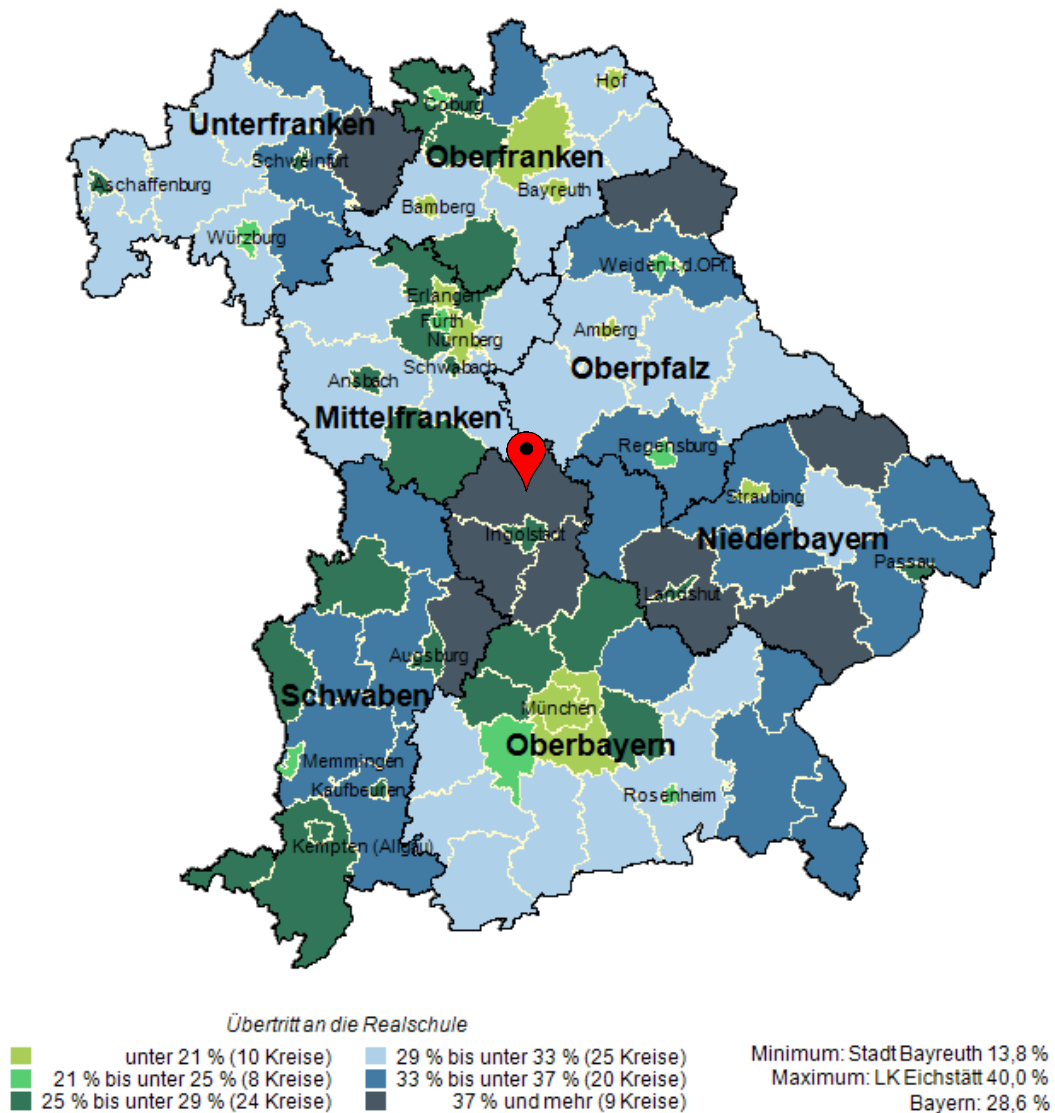 Hof
Coburg
Unterfranken
Schweinfurt
Oberfranken
Aschaffenburg
Bayreuth
Bamberg
Würzburg
Weiden i.d.OPf.
Erlangen
Fürth
Amberg
Nürnberg
Schwabach
Oberpfalz
Ansbach
Mittelfranken
Regensburg
Straubing
Ingolstadt
Niederbayern
Passau
Landshut
Augsburg
Schwaben
München
Oberbayern
Memmingen
Kaufbeuren
Rosenheim
Kempten (Allgäu)
Übertritt an die Realschule
unter 21 % (10 Kreise)
21 % bis unter 25 % (8 Kreise)
25 % bis unter 29 % (24 Kreise)
29 % bis unter 33 % (25 Kreise)
33 % bis unter 37 % (20 Kreise)
37 % und mehr (9 Kreise)
Minimum: Stadt Bayreuth 13,8 %
Maximum: LK Eichstätt 40,0 %
Bayern: 28,6 %